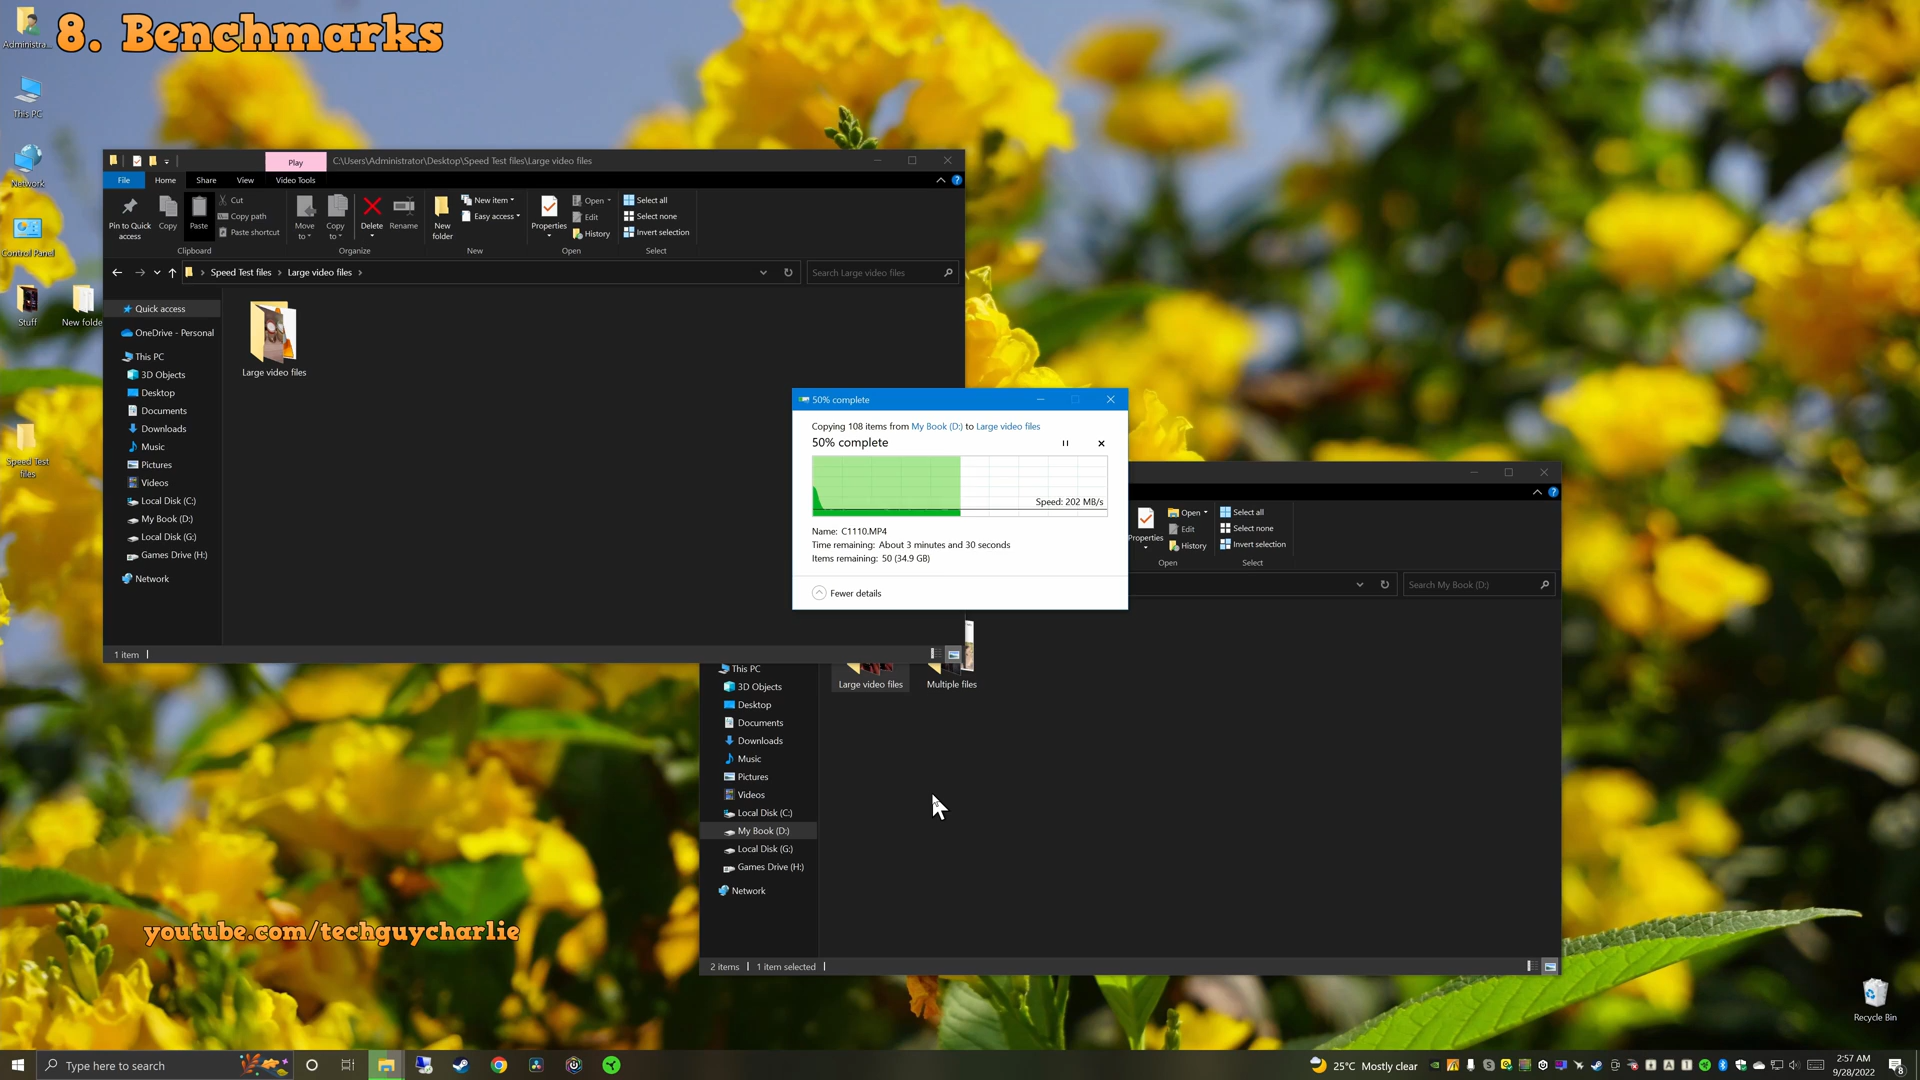 8. Benchmarks
Administra...
This PC
Network
Control Panel
Stuff
New folde
Speed Test
files
Play
C:\Users\Administrator\Desktop\Speed Test files\Large video files
File
Home
Share
View
Video Tools
Pin to Quick
access
Copy
Paste
Cut
Copy path
Paste shortcut
Clipboard
Move
to
Copy
to
Delete
Rename
Organize
New
folder
New item
Easy access
New
Properties
Open
Edit
History
Open
Select all
Select none
Invert selection
Select
Speed Test files
Large video files
Search Large video files
Quick access
OneDrive - Personal
This PC
3D Objects
Desktop
Documents
Downloads
Music
Pictures
Videos
Local Disk (C:)
My Book (D:)
Local Disk (G:)
Games Drive (H:)
Network
Large video files
1 item
50% complete
Copying 108 items from My Book (D:) to Large video files
50% complete
Speed: 202 MB/s
Name: C1110.MP4
Time remaining: About 3 minutes and 30 seconds
Items remaining: 50 (34.9 GB)
Fewer details
Properties
Open
Edit
History
Open
Select all
Select none
Invert selection
Select
Search My Book (D:)
This PC
3D Objects
Desktop
Documents
Downloads
Music
Pictures
Videos
Local Disk (C:)
My Book (D:)
Local Disk (G:)
Games Drive (H:)
Network
Large video files
Multiple files
2 items
1 item selected
youtube.com/techguycharlie
Recycle Bin
Type here to search
25°C Mostly clear
2:57 AM
9/28/2022
8